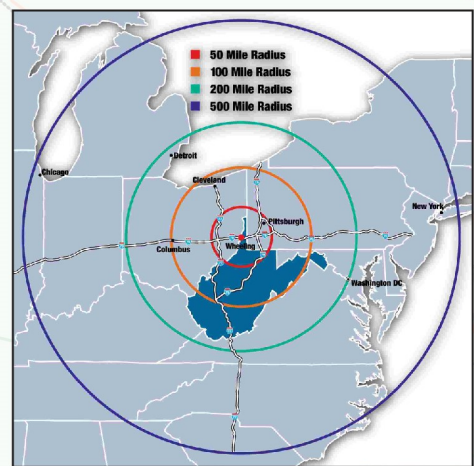 50 Mile Radius
100 Mile Radius
200 Mile Radius
500 Mile Radius
Detroit
Chicago
Cleveland
New York
Pittsburgh
Wheeling
Columbus
Washington DC